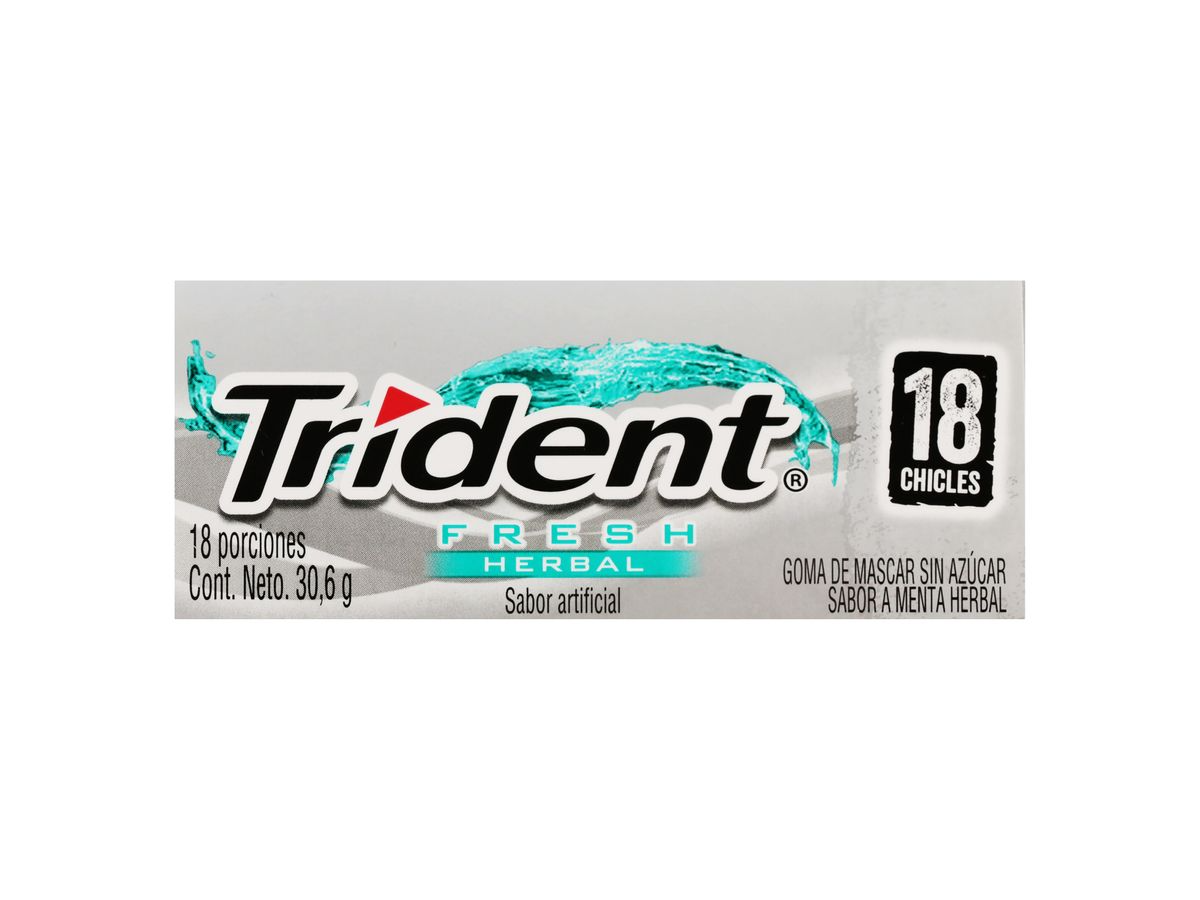 Trident®
FRESH
HERBAL
Sabor artificial
18 porciones
Cont. Neto. 30,6 g
18
CHICLES
GOMA DE MASCAR SIN AZÚCAR
SABOR A MENTA HERBAL